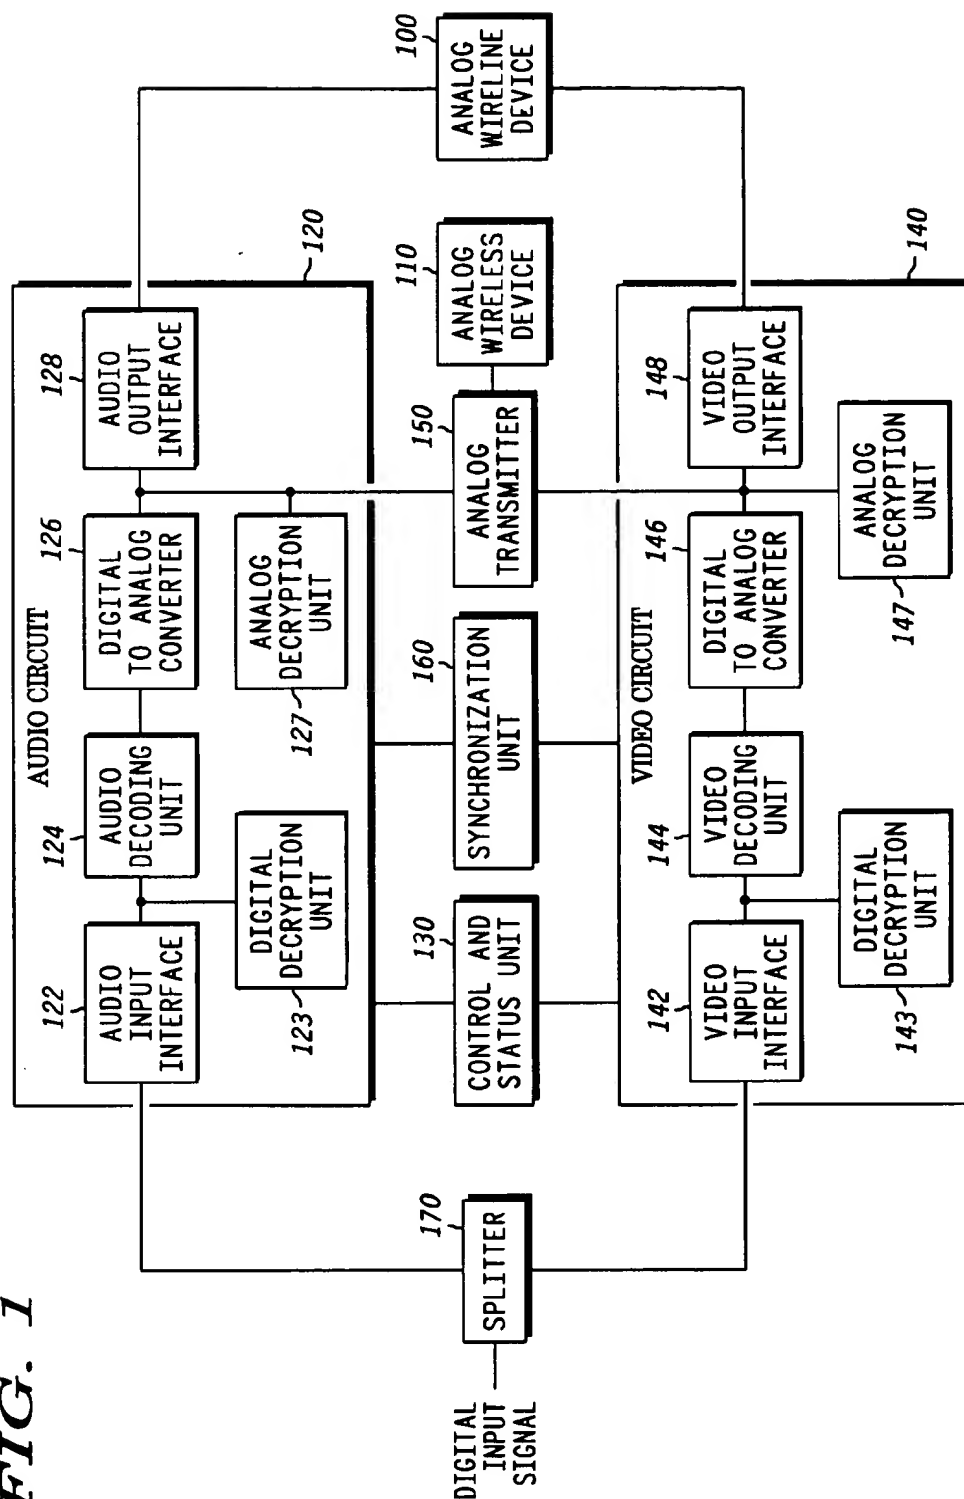 FIG. 1
AUDIO CIRCUIT
120
122
AUDIO
INPUT
INTERFACE
123
DIGITAL
DECRYPTION
UNIT
124
AUDIO
DECODING
UNIT
126
DIGITAL
TO ANALOG
CONVERTER
127
ANALOG
DECRYPTION
UNIT
128
AUDIO
OUTPUT
INTERFACE
DIGITAL
INPUT
SIGNAL
170
SPLITTER
130
CONTROL AND
STATUS UNIT
160
SYNCHRONIZATION
UNIT
150
ANALOG
TRANSMITTER
110
ANALOG
WIRELESS
DEVICE
100
ANALOG
WIRELINE
DEVICE
VIDEO CIRCUIT
140
142
VIDEO
INPUT
INTERFACE
143
DIGITAL
DECRYPTION
UNIT
144
VIDEO
DECODING
UNIT
146
DIGITAL
TO ANALOG
CONVERTER
147
ANALOG
DECRYPTION
UNIT
148
VIDEO
OUTPUT
INTERFACE